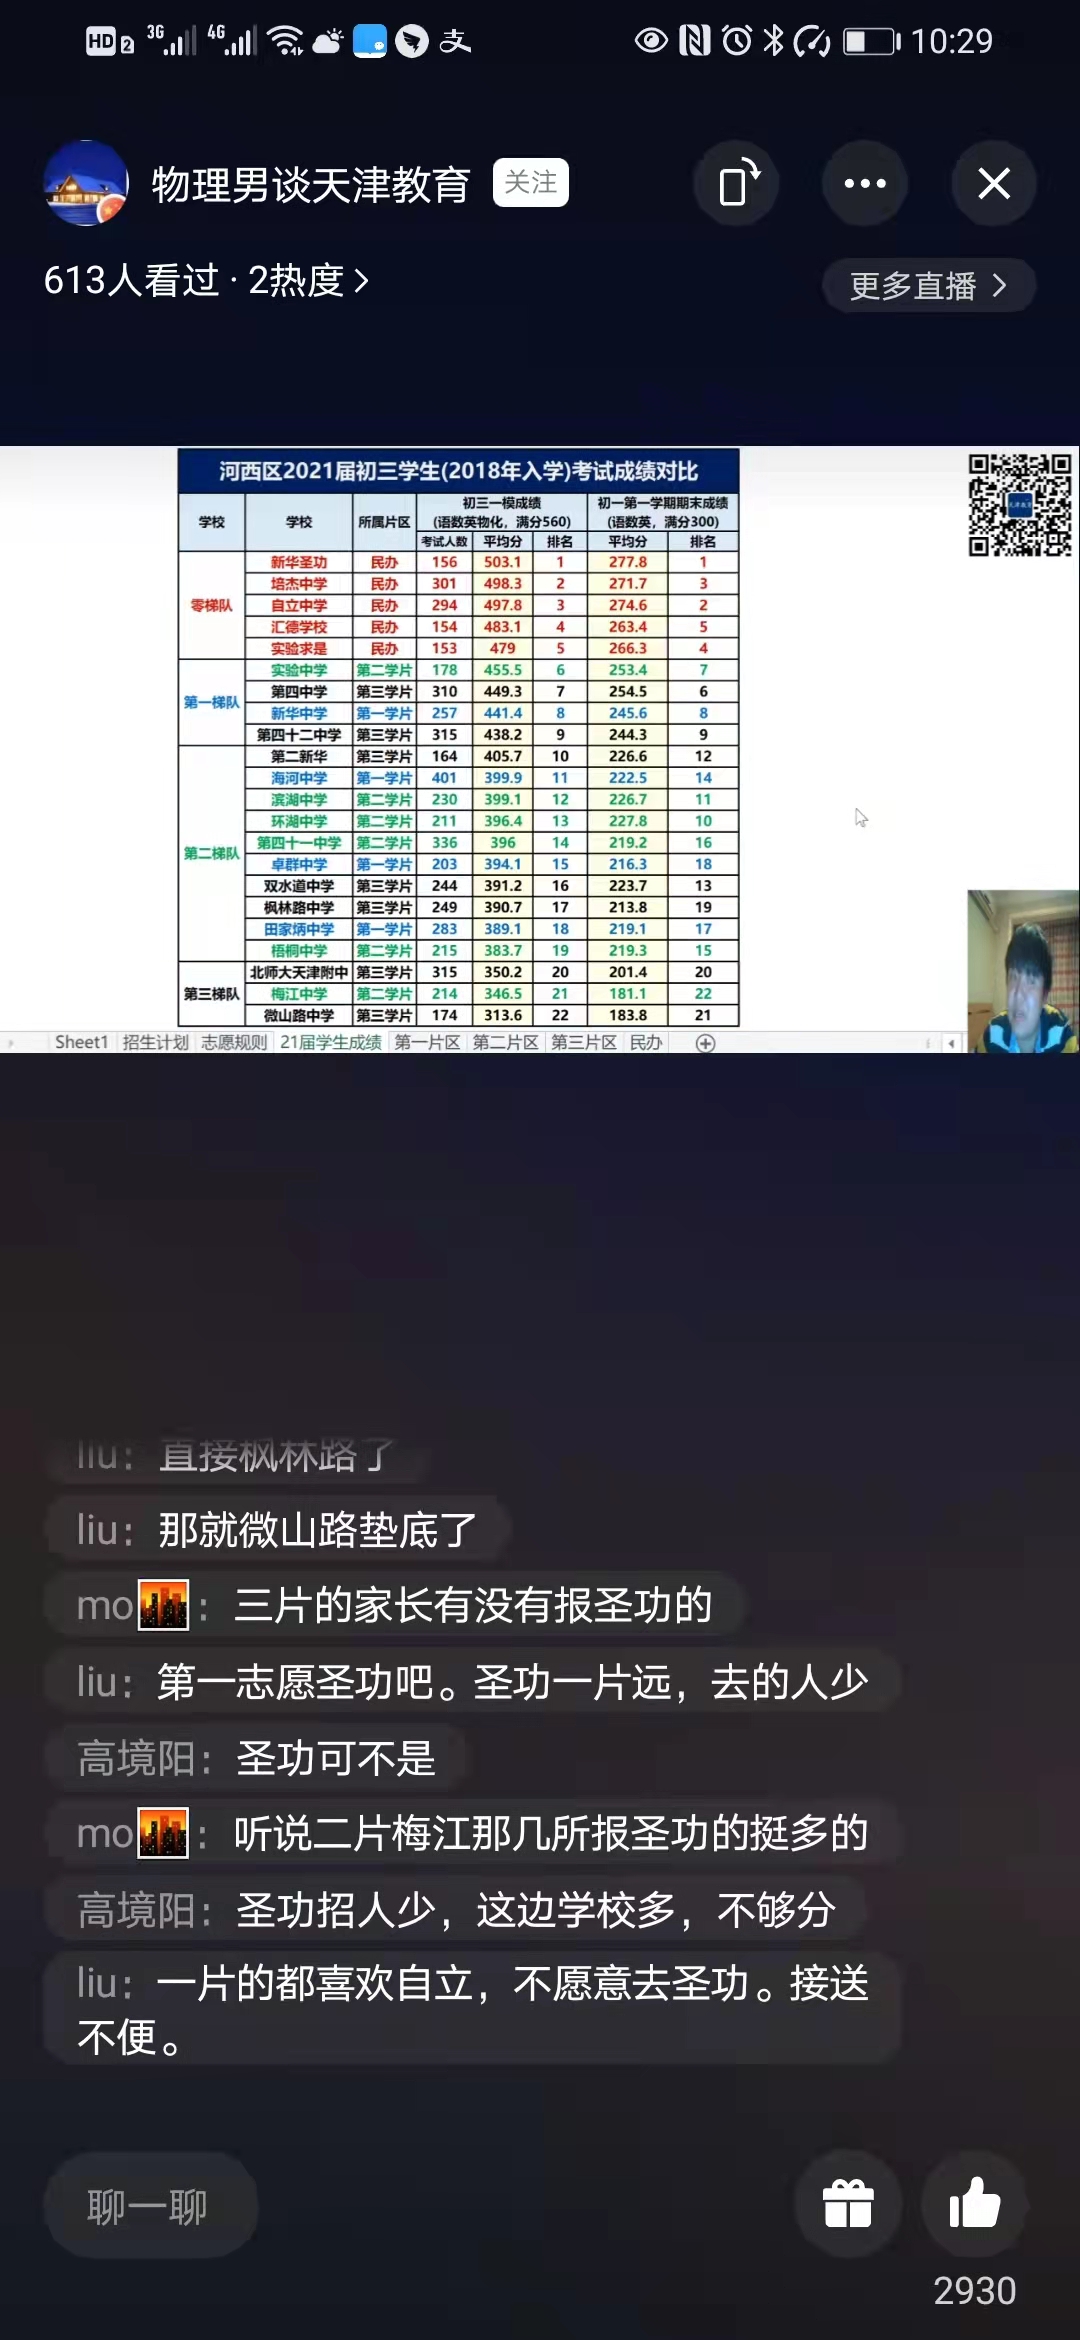 HD 2 3G 4G 支 10:29
物理男谈天津教育 关注
613人看过 · 2热度 >
更多直播 >
河西区2021届初三学生(2018年入学)考试成绩对比
学校 学校 所属片区 初三一模成绩 (语数英物化，满分560) 初一第一学期期末成绩 (语数英，满分300)
考试人数 平均分 排名 平均分 排名
零梯队
新华圣功 民办 156 503.1 1 277.8 1
培杰中学 民办 301 498.3 2 271.7 3
自立中学 民办 294 497.8 3 274.6 2
汇德学校 民办 154 483.1 4 263.4 5
实验求是 民办 153 479 5 266.3 4
第一梯队
实验中学 第二学片 178 455.5 6 253.4 7
第四中学 第三学片 310 449.3 7 254.5 6
新华中学 第一学片 257 441.4 8 245.6 8
第四十二中学 第三学片 315 438.2 9 244.3 9
第二梯队
第二新华 第三学片 164 405.7 10 226.6 12
海河中学 第一学片 401 399.9 11 222.5 14
滨湖中学 第二学片 230 399.1 12 226.7 11
环湖中学 第二学片 211 396.4 13 227.8 10
第四十一中学 第二学片 336 396 14 219.2 16
卓群中学 第一学片 203 394.1 15 216.3 18
双水道中学 第三学片 244 391.2 16 223.7 13
枫林路中学 第三学片 249 390.7 17 213.8 19
田家炳中学 第一学片 283 389.1 18 219.1 17
梧桐中学 第二学片 215 383.7 19 219.3 15
第三梯队
北师大天津附中 第三学片 315 350.2 20 201.4 20
梅江中学 第二学片 214 346.5 21 181.1 22
微山路中学 第三学片 174 313.6 22 183.8 21
Sheet1 招生计划 志愿规则 21届学生成绩 第一片区 第二片区 第三片区 民办
liu：直接枫林路了
liu：那就微山路垫底了
mo：三片的家长有没有报圣功的
liu：第一志愿圣功吧。圣功一片远，去的人少
高境阳：圣功可不是
mo：听说二片梅江那几所报圣功的挺多的
高境阳：圣功招人少，这边学校多，不够分
liu：一片的都喜欢自立，不愿意去圣功。接送
不便。
聊一聊
2930